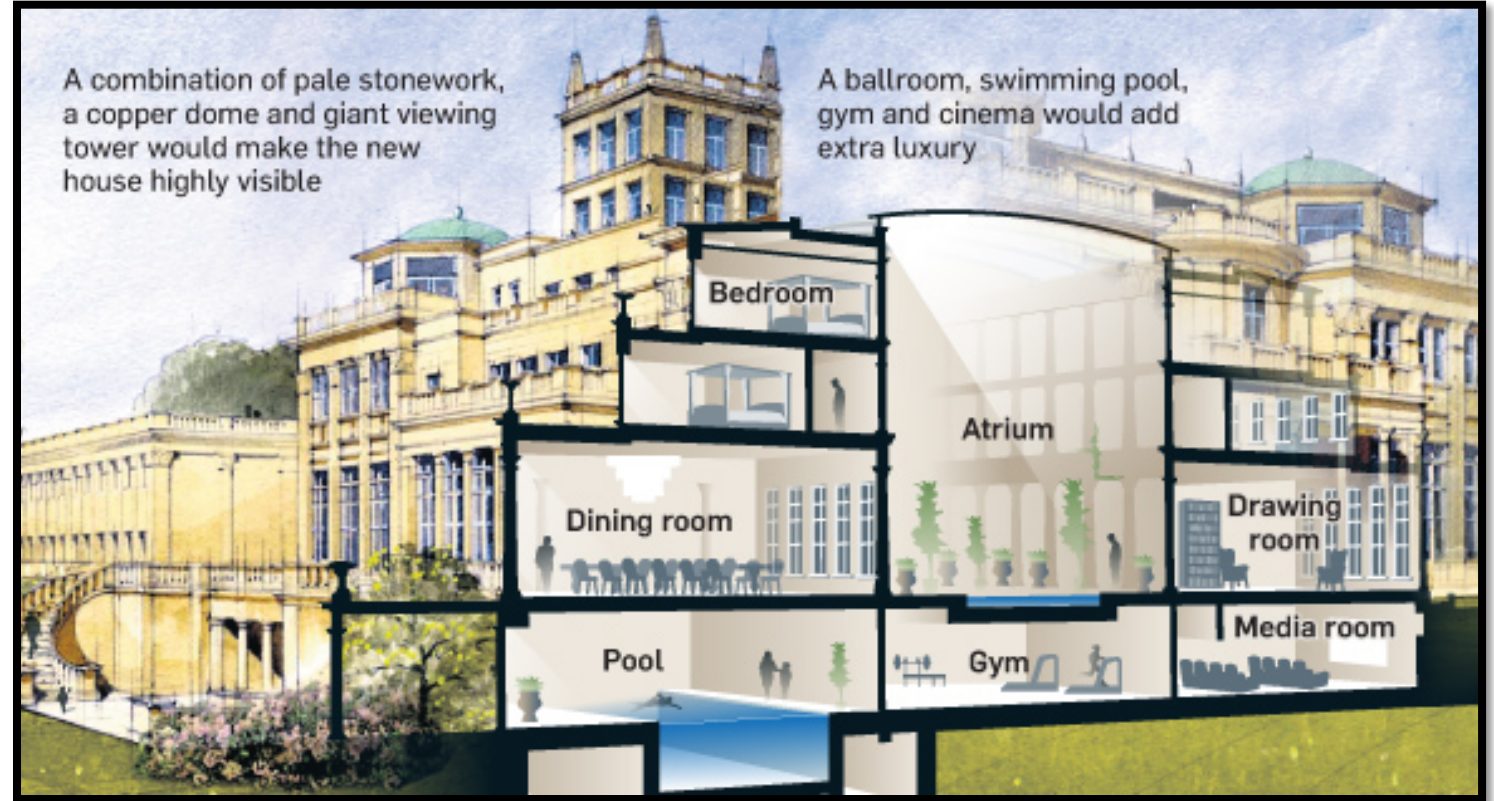 A combination of pale stonework,
a copper dome and giant viewing
tower would make the new
house highly visible
A ballroom, swimming pool,
gym and cinema would add
extra luxury
Bedroom
Atrium
Dining room
Drawing
room
Pool
Gym
Media room